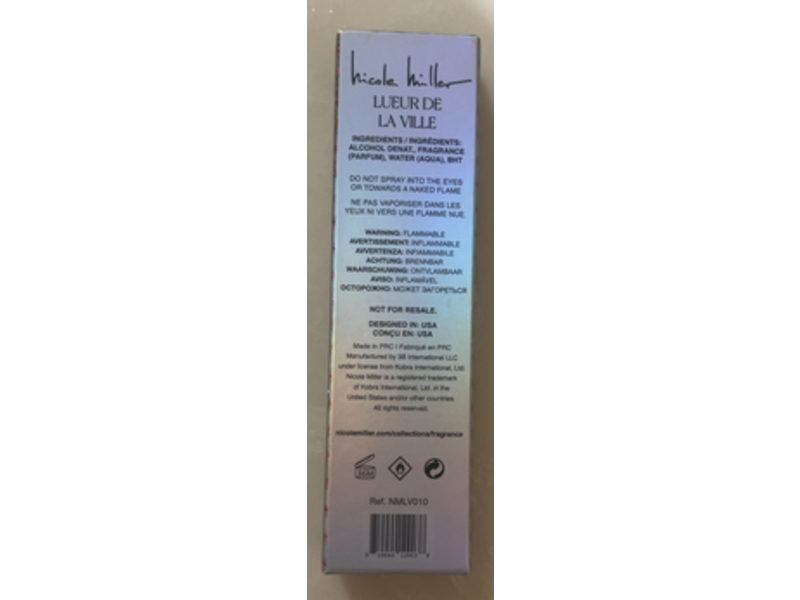 nicole miller
LUEUR DE
LA VILLE
INGREDIENTS / INGRÉDIENTS:
ALCOHOL DENAT., FRAGRANCE
(PARFUM), WATER (AQUA), BHT
DO NOT SPRAY INTO THE EYES
OR TOWARDS A NAKED FLAME
NE PAS VAPORISER DANS LES
YEUX NI VERS UNE FLAMME NUE.
WARNING: FLAMMABLE
AVERTISSEMENT: INFLAMMABLE
AVVERTENZA: INFIAMMABILE
ACHTUNG: BRENNBAR
WAARSCHUWING: ONTVLAMBAAR
AVISO: INFLAMÁVEL
ОСТОРОЖНО: МОЖЕТ ЗАГОРЕТЬСЯ
NOT FOR RESALE.
DESIGNED IN: USA
CONÇU EN: USA
Made in PRC | Fabriqué en PRC
Manufactured by 3B International LLC
under license from Kobra International, Ltd.
Nicole Miller is a registered trademark
of Kobra International, Ltd. in the
United States and/or other countries.
All rights reserved.
nicolemiller.com/collections/fragrance
Ref. NMLV010